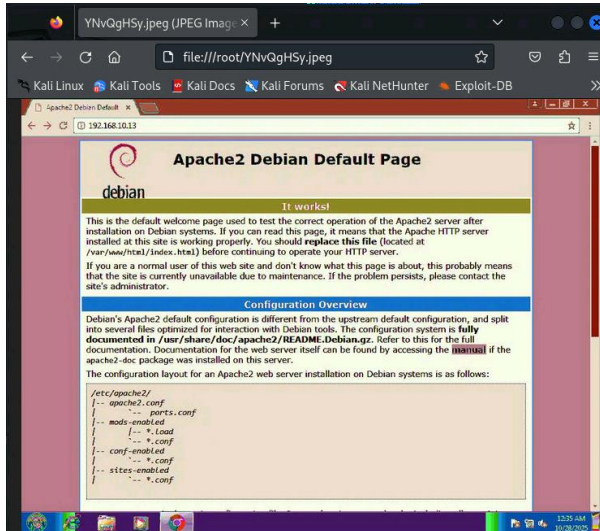 YNvQgHSy.jpeg (JPEG Image
file:///root/YNvQgHSy.jpeg
Kali Linux Kali Tools Kali Docs Kali Forums Kali NetHunter Exploit-DB
Apache2 Debian Default
192.168.10.13
Apache2 Debian Default Page
debian
It works!
This is the default welcome page used to test the correct operation of the Apache2 server after
installation on Debian systems. If you can read this page, it means that the Apache HTTP server
installed at this site is working properly. You should replace this file (located at
/var/www/html/index.html) before continuing to operate your HTTP server.
If you are a normal user of this web site and don't know what this page is about, this probably means
that the site is currently unavailable due to maintenance. If the problem persists, please contact the
site's administrator.
Configuration Overview
Debian's Apache2 default configuration is different from the upstream default configuration, and split
into several files optimized for interaction with Debian tools. The configuration system is fully
documented in /usr/share/doc/apache2/README.Debian.gz. Refer to this for the full
documentation. Documentation for the web server itself can be found by accessing the manual if the
apache2-doc package was installed on this server.
The configuration layout for an Apache2 web server installation on Debian systems is as follows:
/etc/apache2/
|-- apache2.conf
|       `--  ports.conf
|-- mods-enabled
|       |-- *.load
|       `-- *.conf
|-- conf-enabled
|       `-- *.conf
|-- sites-enabled
|       `-- *.conf
12:35 AM
10/28/2025